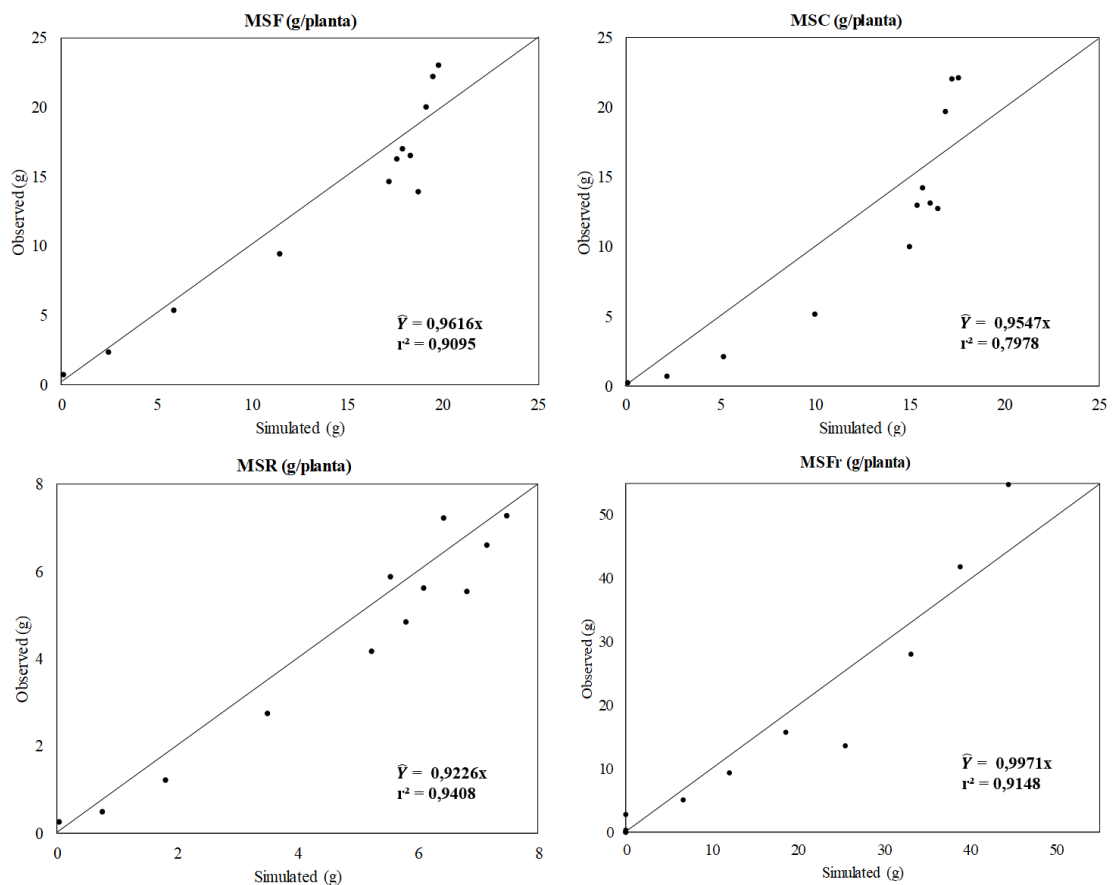 MSF (g/planta)
25
20
15
10
5
0
Observed (g)
Ŷ = 0,9616x
r² = 0,9095
0 5 10 15 20 25
Simulated (g)
MSC (g/planta)
25
20
15
10
5
0
Observed (g)
Ŷ = 0,9547x
r² = 0,7978
0 5 10 15 20 25
Simulated (g)
MSR (g/planta)
8
6
4
2
0
Observed (g)
Ŷ = 0,9226x
r² = 0,9408
0 2 4 6 8
Simulated (g)
MSFr (g/planta)
50
40
30
20
10
0
Observed (g)
Ŷ = 0,9971x
r² = 0,9148
0 10 20 30 40 50
Simulated (g)